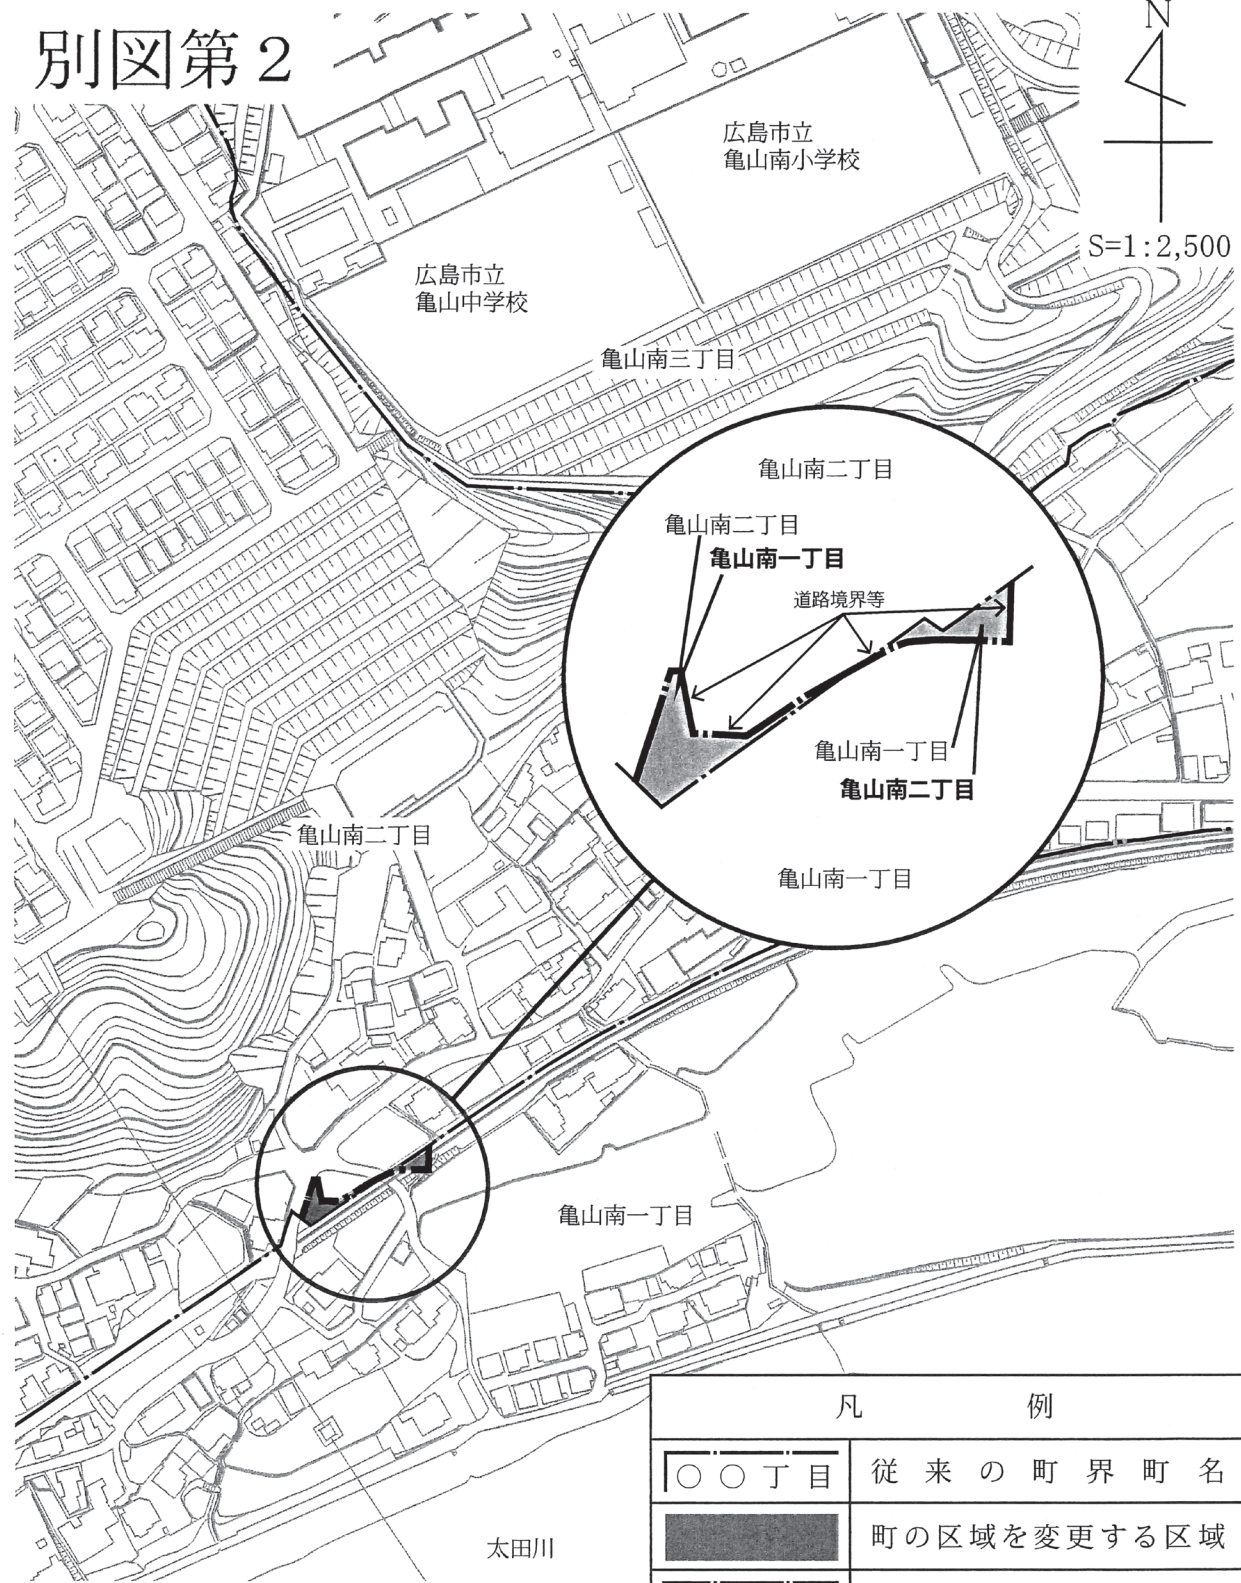 別図第2
N
S=1:2,500
広島市立
亀山南小学校
広島市立
亀山中学校
亀山南三丁目
亀山南二丁目
亀山南二丁目
亀山南一丁目
道路境界等
亀山南一丁目
亀山南二丁目
亀山南一丁目
亀山南二丁目
亀山南一丁目
太田川
凡例
○○丁目 従来の町界町名
町の区域を変更する区域